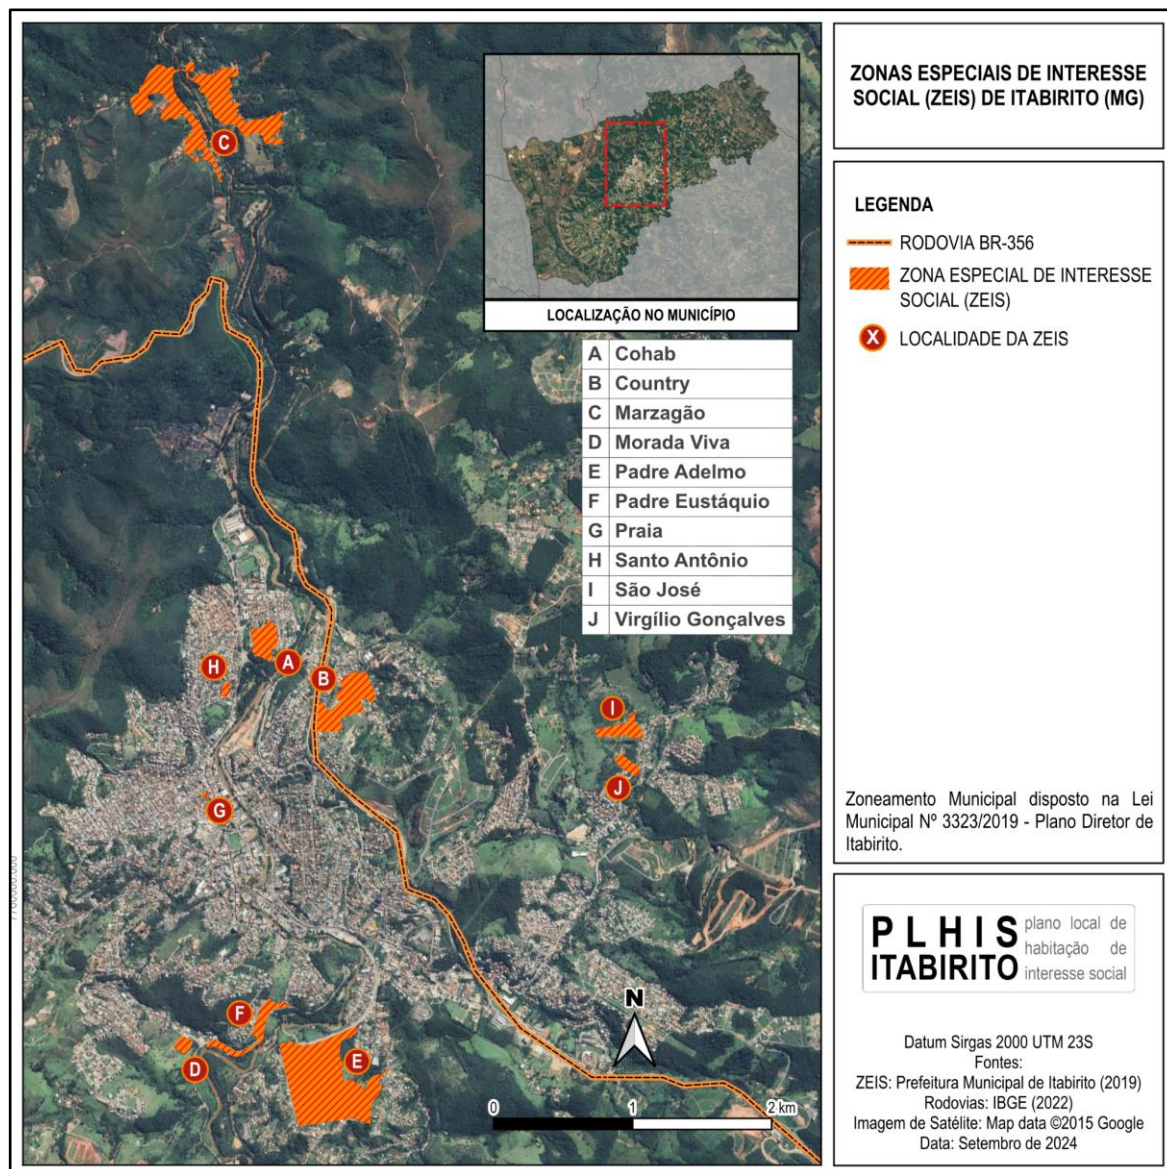 ZONAS ESPECIAIS DE INTERESSE
SOCIAL (ZEIS) DE ITABIRITO (MG)
LEGENDA
RODOVIA BR-356
ZONA ESPECIAL DE INTERESSE
SOCIAL (ZEIS)
X LOCALIDADE DA ZEIS
LOCALIZAÇÃO NO MUNICÍPIO
A Cohab
B Country
C Marzagão
D Morada Viva
E Padre Adelmo
F Padre Eustáquio
G Praia
H Santo Antônio
I São José
J Virgílio Gonçalves
C
A
H
B
I
J
G
F
D
E
N
0 1 2 km
Zoneamento Municipal disposto na Lei
Municipal Nº 3323/2019 - Plano Diretor de
Itabirito.
PLHIS
ITABIRITO
plano local de
habitação de
interesse social
Datum Sirgas 2000 UTM 23S
Fontes:
ZEIS: Prefeitura Municipal de Itabirito (2019)
Rodovias: IBGE (2022)
Imagem de Satélite: Map data ©2015 Google
Data: Setembro de 2024